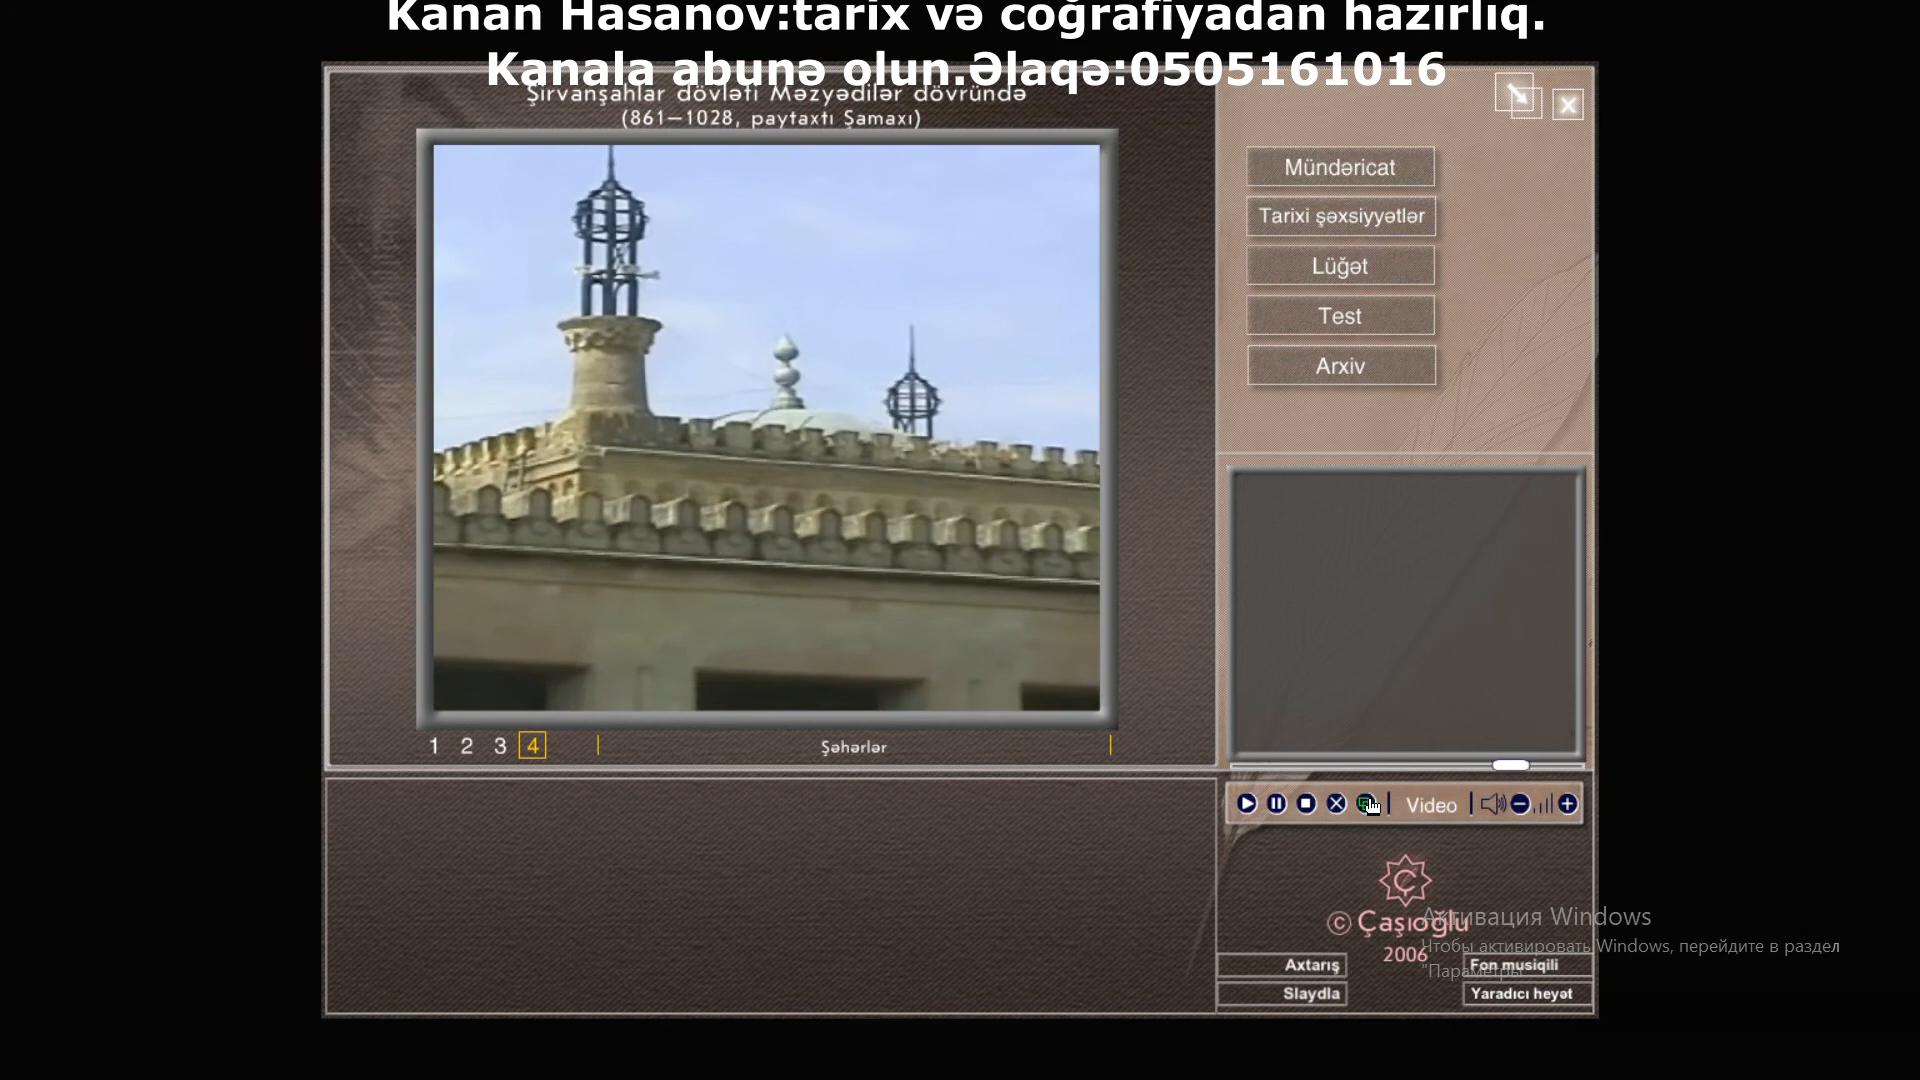 Kanan Hasanov:tarix və coğrafiyadan hazırlıq.
Kanala abunə olun.Əlaqə:0505161016
Şirvanşahlar dövləti Məzyədilər dövründə
(861–1028, paytaxtı Şamaxı)
Mündəricat
Tarixi şəxsiyyətlər
Lüğət
Test
Arxiv
1 2 3 4
Şəhərlər
Video
Ç
© Çaşıoğlu
2006
Активация Windows
Чтобы активировать Windows, перейдите в раздел
"Параметры".
Axtarış
Fon musiqili
Slaydla
Yaradıcı heyət